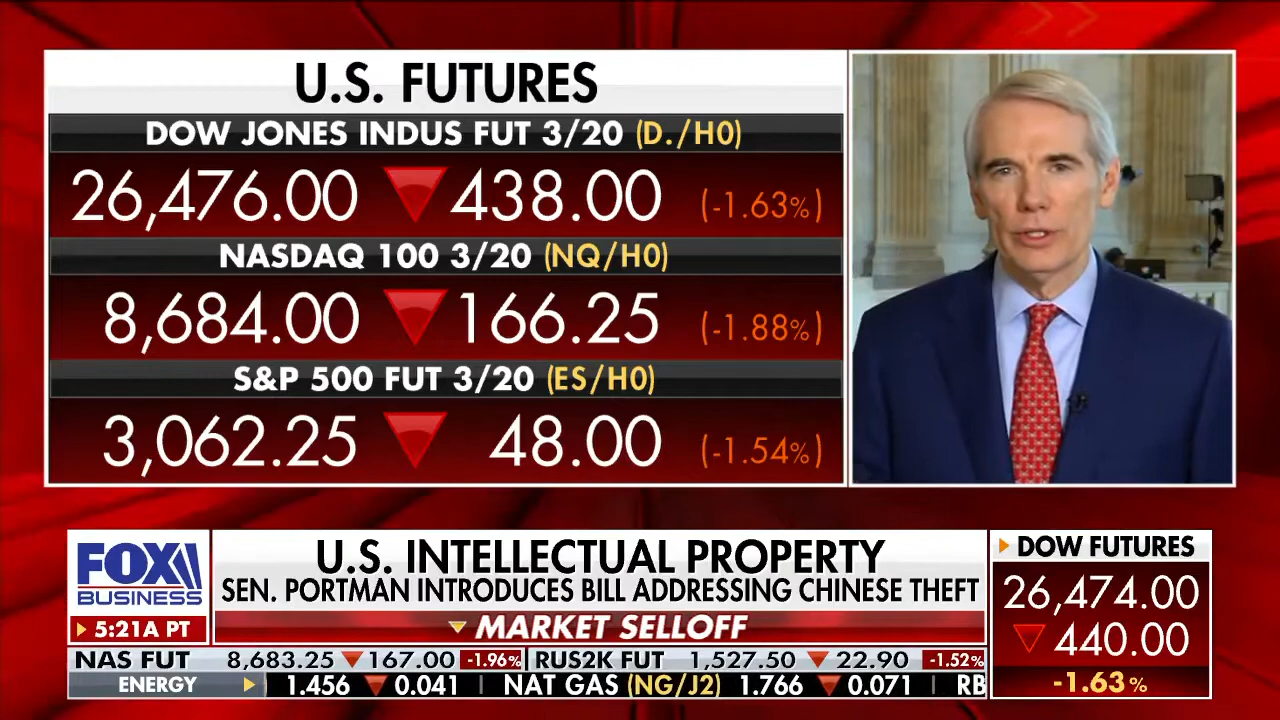 U.S. FUTURES
DOW JONES INDUS FUT 3/20 (D./H0)
26,476.00 438.00 (-1.63%)
NASDAQ 100 3/20 (NQ/H0)
8,684.00 166.25 (-1.88%)
S&P 500 FUT 3/20 (ES/H0)
3,062.25 48.00 (-1.54%)
FOX
BUSINESS
5:21A PT
U.S. INTELLECTUAL PROPERTY
SEN. PORTMAN INTRODUCES BILL ADDRESSING CHINESE THEFT
MARKET SELLOFF
DOW FUTURES
26,474.00
440.00
-1.63%
NAS FUT 8,683.25 167.00 -1.96% RUS2K FUT 1,527.50 22.90 -1.52%
ENERGY 1.456 0.041 | NAT GAS (NG/J2) 1.766 0.071 | RB